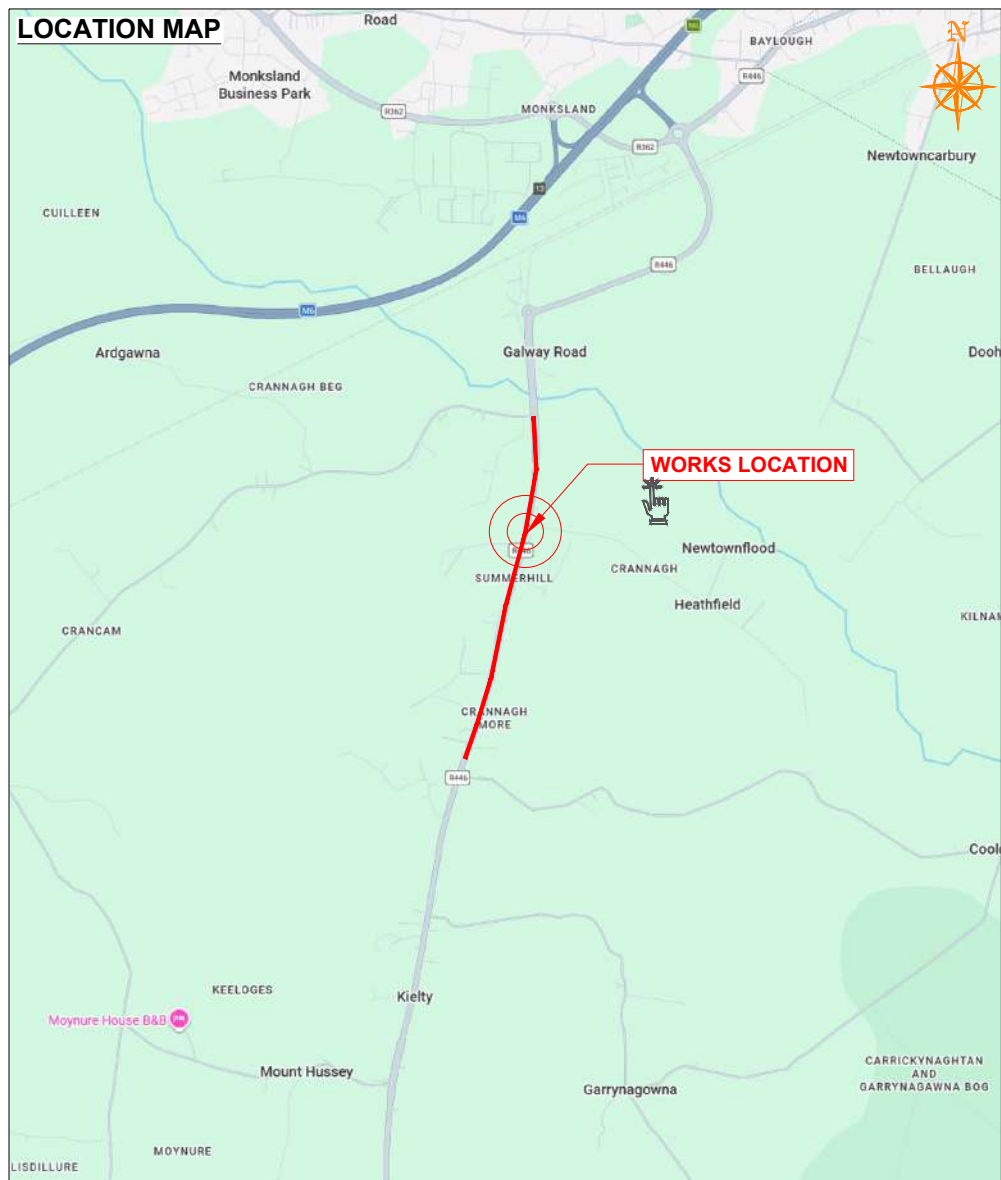 LOCATION MAP
Road
N
BAYLOUGH
Monksland
Business Park
R446
R362
MONKSLAND
R362
Newtowncarbury
13
CUILLEEN
M6
R446
BELLAUGH
M6
Ardgawna
Galway Road
Dooh
CRANNAGH BEG
WORKS LOCATION
R446
Newtownflood
CRANNAGH
SUMMERHILL
Heathfield
KILNAM
CRANCAM
CRANNAGH
MORE
R446
Coole
KEELOGES
Kielty
Moynure House B&B
Mount Hussey
CARRICKYNAGHTAN
AND
GARRYNAGAWNA BOG
Garrynagowna
MOYNURE
LISDILLURE